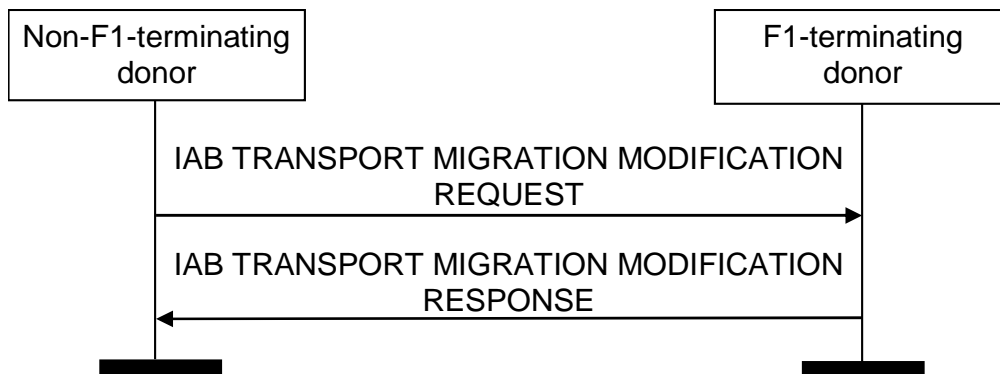 Non-F1-terminating
donor
F1-terminating
donor
IAB TRANSPORT MIGRATION MODIFICATION
REQUEST
IAB TRANSPORT MIGRATION MODIFICATION
RESPONSE